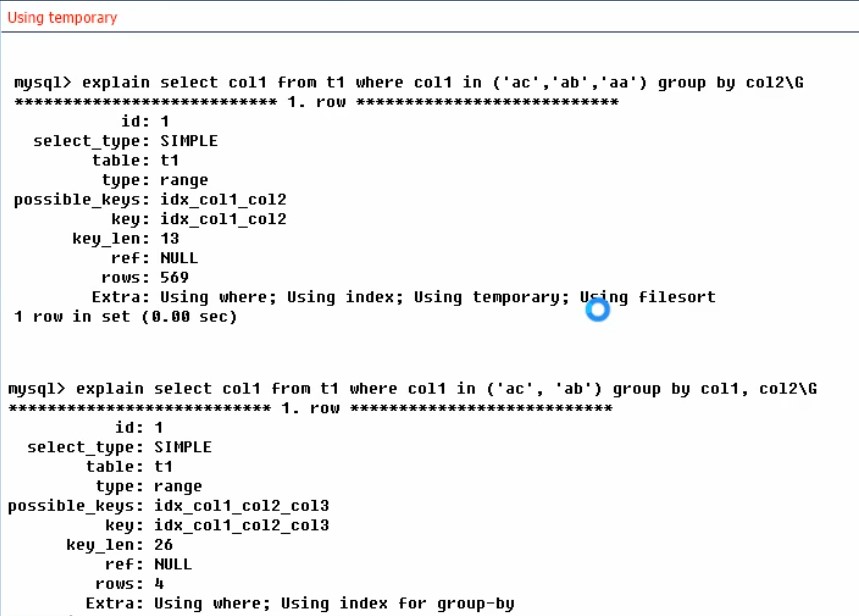 Using temporary
mysql> explain select col1 from t1 where col1 in ('ac','ab','aa') group by col2\G
*************************** 1. row ***************************
id: 1
select_type: SIMPLE
table: t1
type: range
possible_keys: idx_col1_col2
key: idx_col1_col2
key_len: 13
ref: NULL
rows: 569
Extra: Using where; Using index; Using temporary; Using filesort
1 row in set (0.00 sec)
mysql> explain select col1 from t1 where col1 in ('ac', 'ab') group by col1, col2\G
*************************** 1. row ***************************
id: 1
select_type: SIMPLE
table: t1
type: range
possible_keys: idx_col1_col2_col3
key: idx_col1_col2_col3
key_len: 26
ref: NULL
rows: 4
Extra: Using where; Using index for group-by